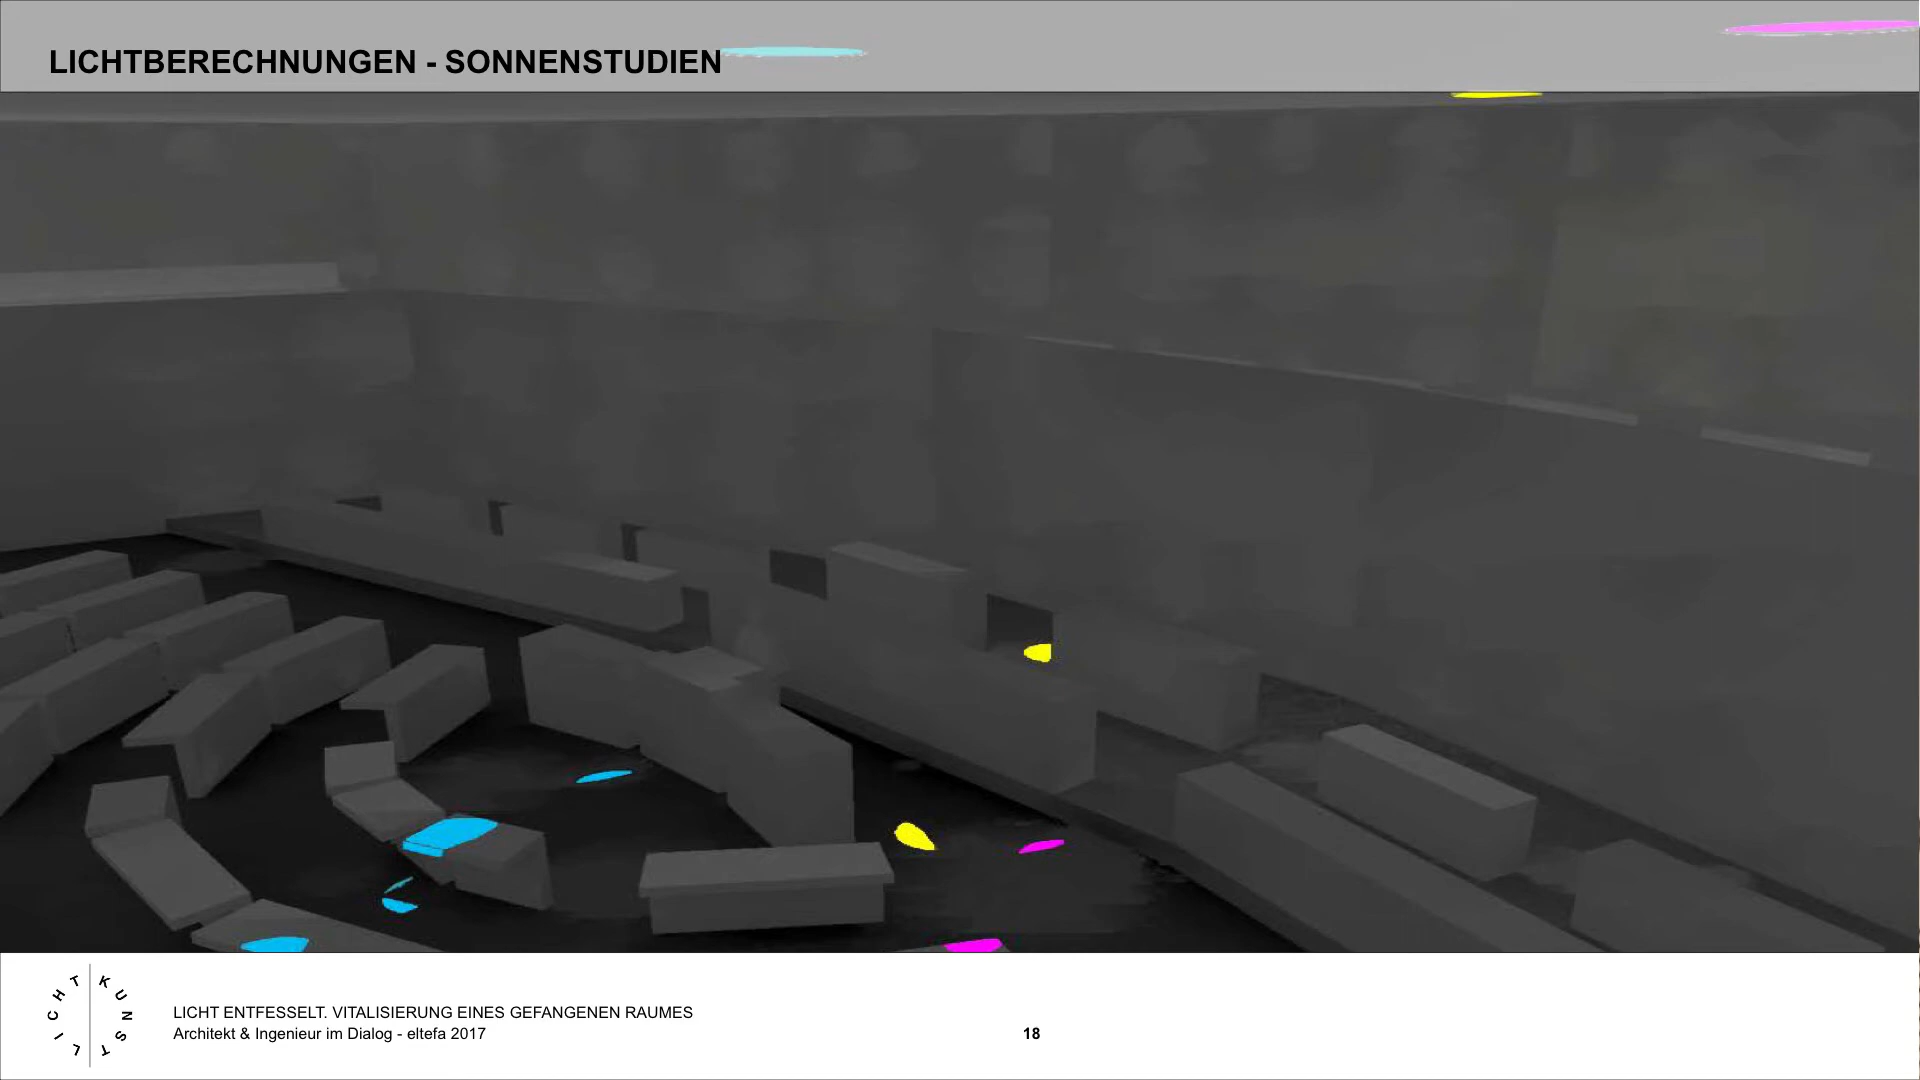 LICHTBERECHNUNGEN - SONNENSTUDIEN
LICHT KUNST
LICHT ENTFESSELT. VITALISIERUNG EINES GEFANGENEN RAUMES
Architekt & Ingenieur im Dialog - eltefa 2017
18